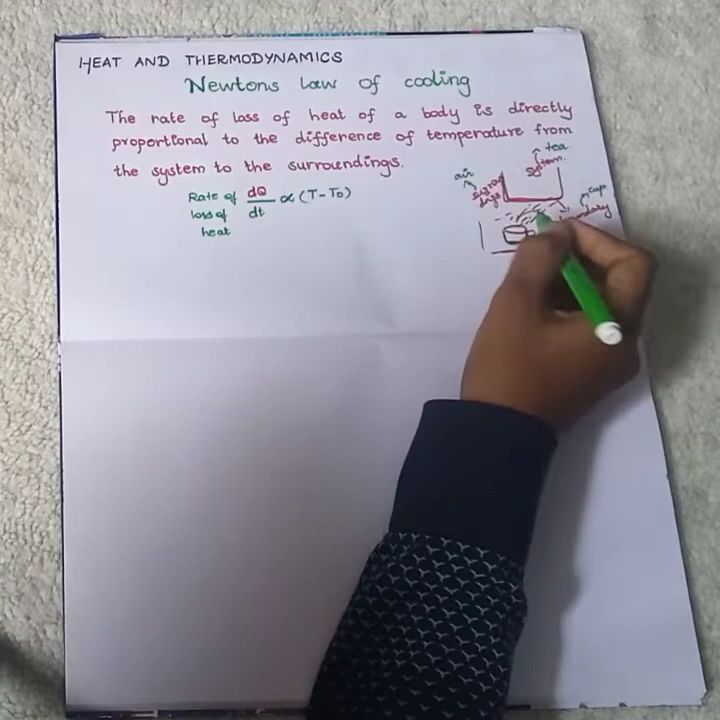 HEAT AND THERMODYNAMICS
Newtons law of cooling
The rate of loss of heat of a body is directly
proportional to the difference of temperature from
the system to the surroundings.
Rate of loss of heat dQ/dt ∝ (T - T₀)
tea
system.
air
cup